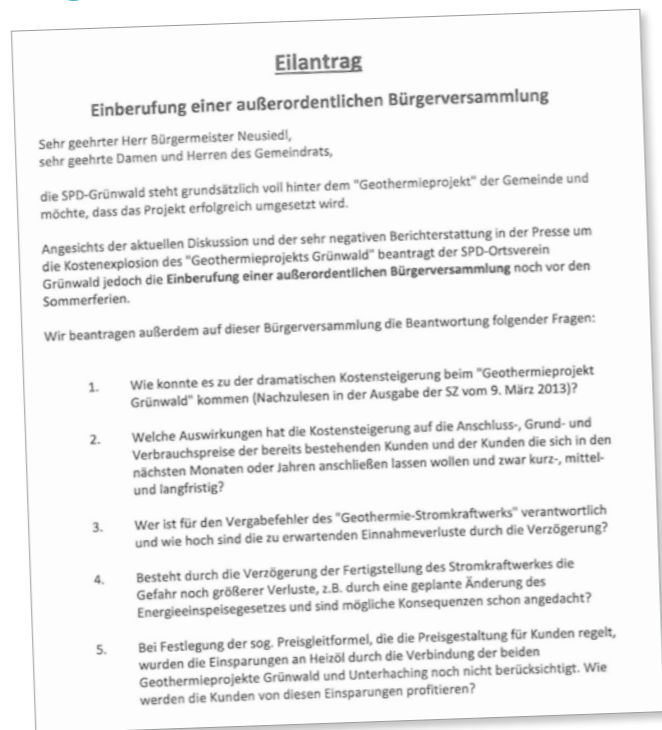 Eilantrag
Einberufung einer außerordentlichen Bürgerversammlung
Sehr geehrter Herr Bürgermeister Neusiedl,
sehr geehrte Damen und Herren des Gemeindrats,
die SPD-Grünwald steht grundsätzlich voll hinter dem "Geothermieprojekt" der Gemeinde und
möchte, dass das Projekt erfolgreich umgesetzt wird.
Angesichts der aktuellen Diskussion und der sehr negativen Berichterstattung in der Presse um
die Kostenexplosion des "Geothermieprojekts Grünwald" beantragt der SPD-Ortsverein
Grünwald jedoch die Einberufung einer außerordentlichen Bürgerversammlung noch vor den
Sommerferien.
Wir beantragen außerdem auf dieser Bürgerversammlung die Beantwortung folgender Fragen:
1. Wie konnte es zu der dramatischen Kostensteigerung beim "Geothermieprojekt
Grünwald" kommen (Nachzulesen in der Ausgabe der SZ vom 9. März 2013)?
2. Welche Auswirkungen hat die Kostensteigerung auf die Anschluss-, Grund- und
Verbrauchspreise der bereits bestehenden Kunden und der Kunden die sich in den
nächsten Monaten oder Jahren anschließen lassen wollen und zwar kurz-, mittel-
und langfristig?
3. Wer ist für den Vergabefehler des "Geothermie-Stromkraftwerks" verantwortlich
und wie hoch sind die zu erwartenden Einnahmeverluste durch die Verzögerung?
4. Besteht durch die Verzögerung der Fertigstellung des Stromkraftwerkes die
Gefahr noch größerer Verluste, z.B. durch eine geplante Änderung des
Energieeinspeisegesetzes und sind mögliche Konsequenzen schon angedacht?
5. Bei Festlegung der sog. Preisgleitformel, die die Preisgestaltung für Kunden regelt,
wurden die Einsparungen an Heizöl durch die Verbindung der beiden
Geothermieprojekte Grünwald und Unterhaching noch nicht berücksichtigt. Wie
werden die Kunden von diesen Einsparungen profitieren?